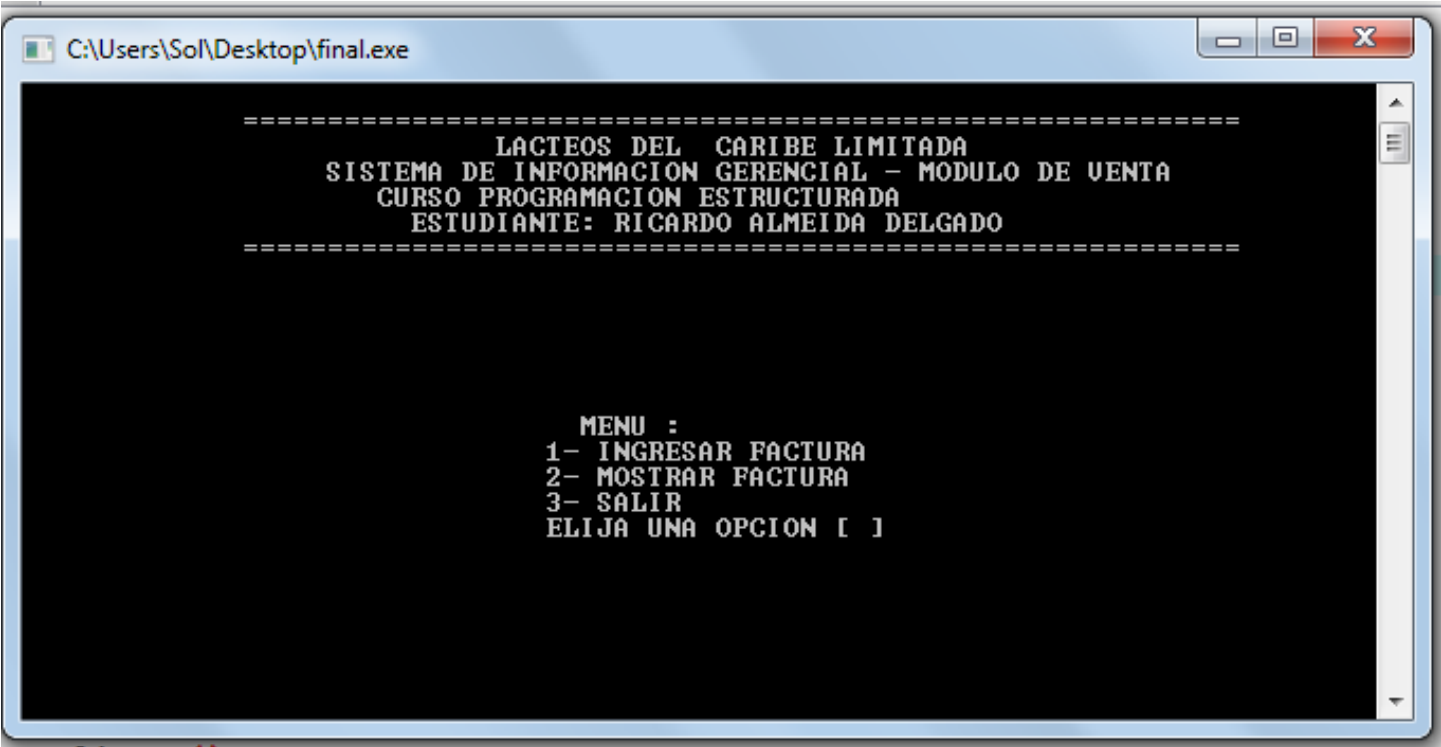 C:\Users\Sol\Desktop\final.exe
============================================================
LACTEOS DEL  CARIBE LIMITADA
SISTEMA DE INFORMACION GERENCIAL - MODULO DE VENTA
CURSO PROGRAMACION ESTRUCTURADA
ESTUDIANTE: RICARDO ALMEIDA DELGADO
============================================================
MENU :
1- INGRESAR FACTURA
2- MOSTRAR FACTURA
3- SALIR
ELIJA UNA OPCION [ ]